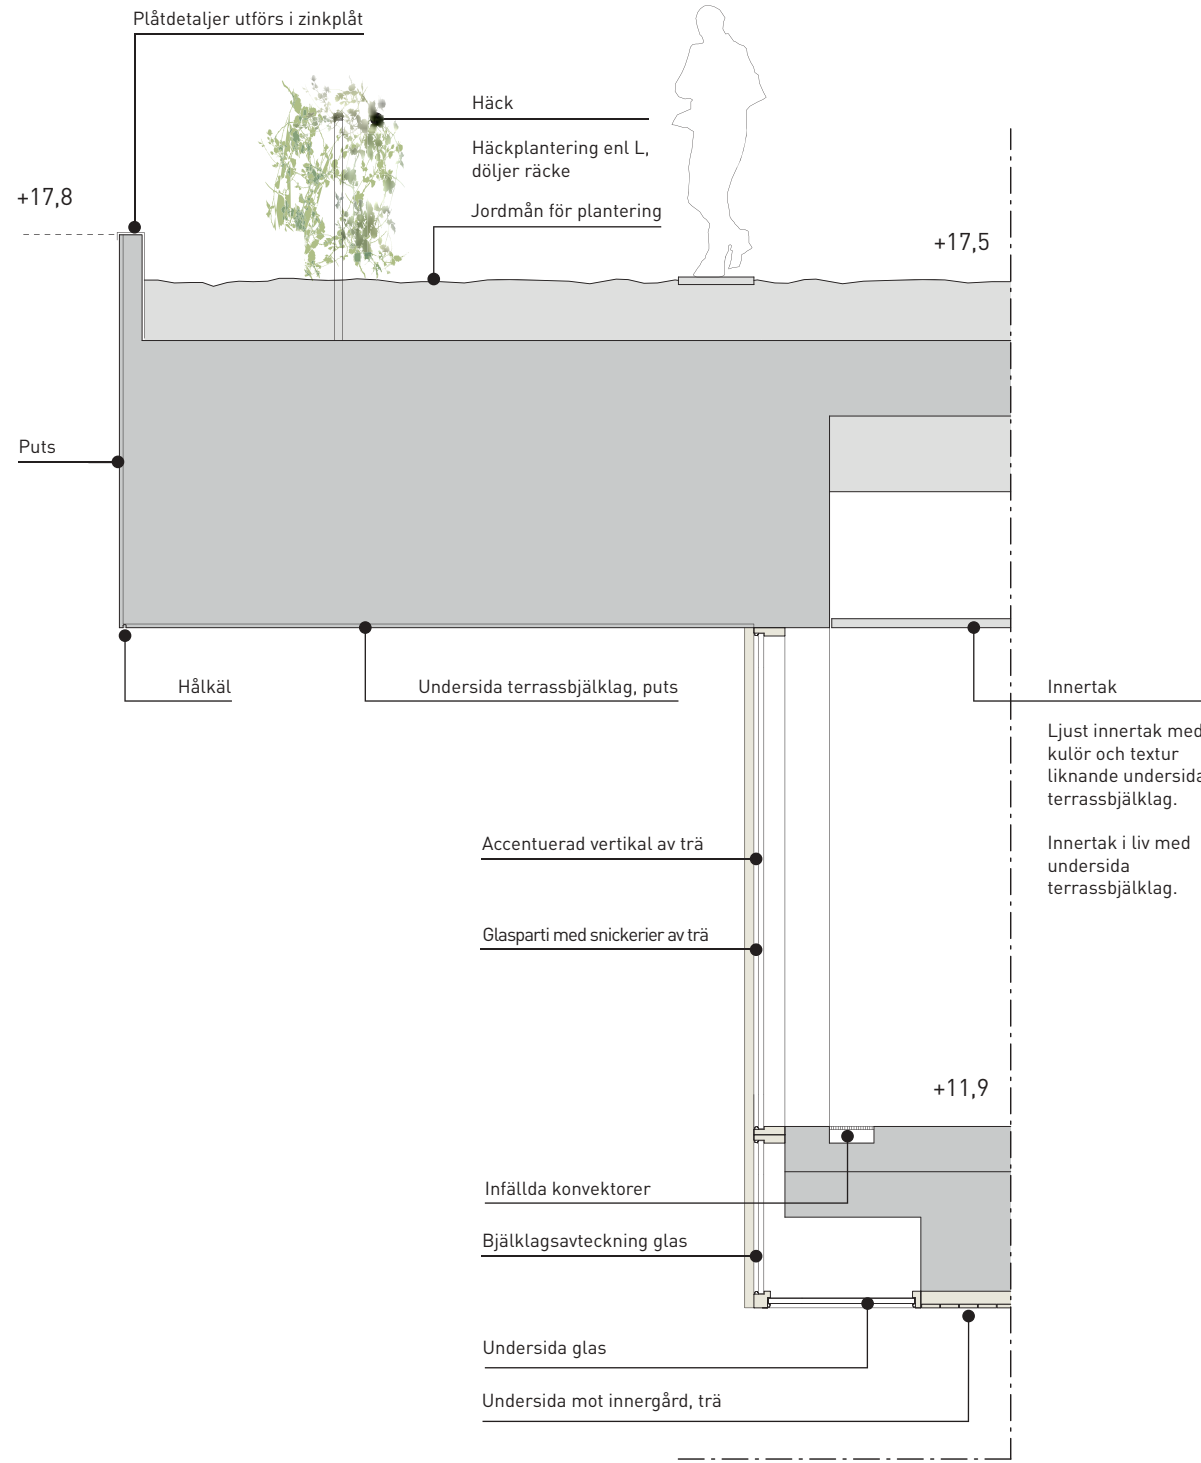 Plåtdetaljer utförs i zinkplåt
Häck
Häckplantering enl L,
döljer räcke
+17,8
Jordmån för plantering
+17,5
Puts
Hålkäl
Undersida terrassbjälklag, puts
Innertak
Ljust innertak med
kulör och textur
liknande undersida
terrassbjälklag.
Innertak i liv med
undersida
terrassbjälklag.
Accentuerad vertikal av trä
Glasparti med snickerier av trä
+11,9
Infällda konvektorer
Bjälklagsavteckning glas
Undersida glas
Undersida mot innergård, trä